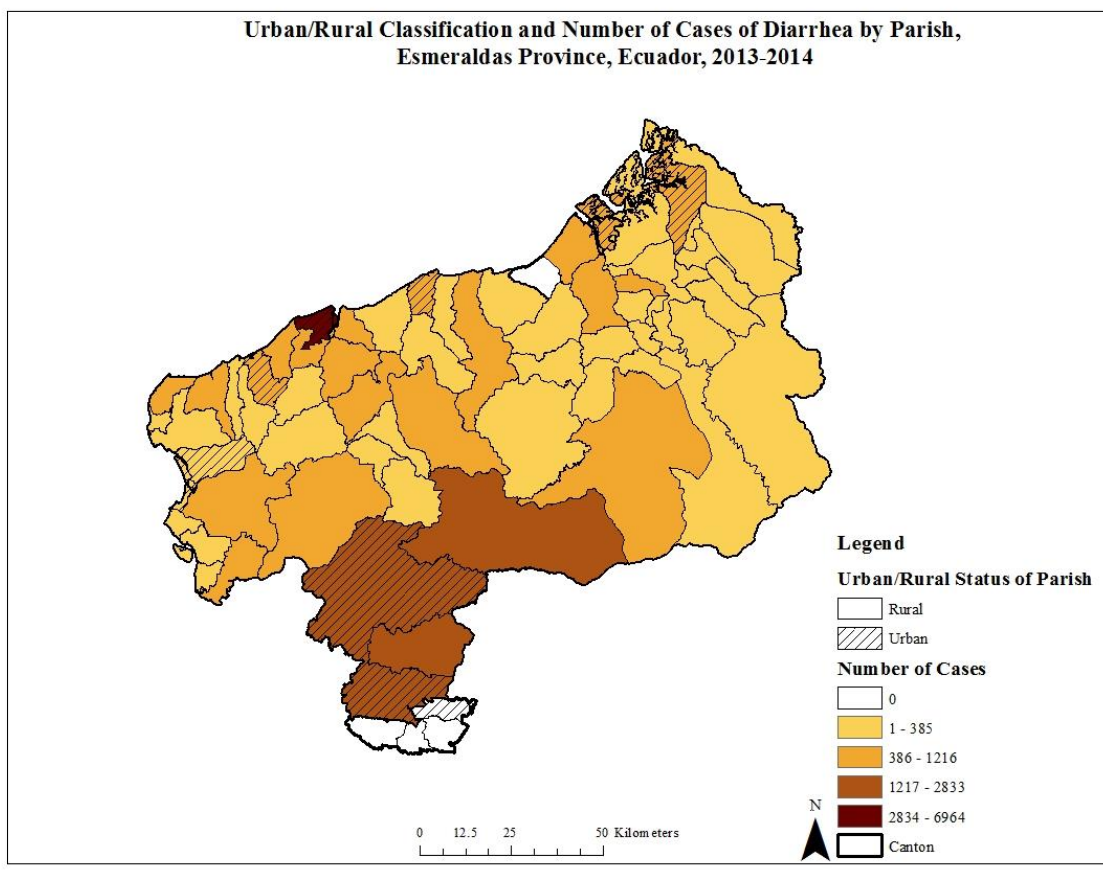 Urban/Rural Classification and Number of Cases of Diarrhea by Parish,
Esmeraldas Province, Ecuador, 2013-2014
Legend
Urban/Rural Status of Parish
Rural
Urban
Number of Cases
0
1 - 385
386 - 1216
1217 - 2833
2834 - 6964
Canton
N
0 12.5 25 50 Kilometers